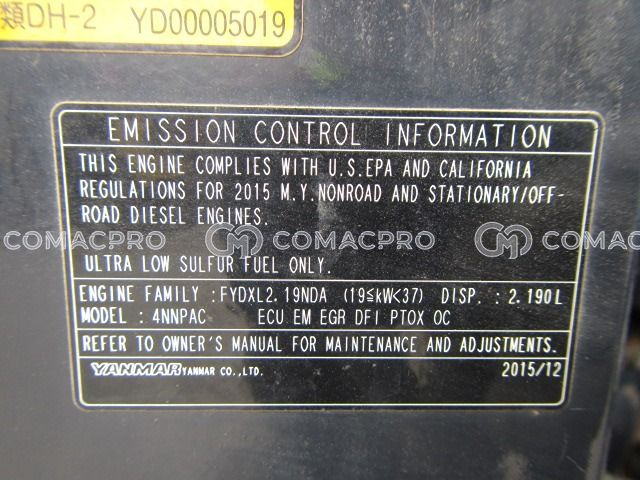 類DH-2 YD00005019
EMISSION CONTROL INFORMATION
THIS ENGINE COMPLIES WITH U.S.EPA AND CALIFORNIA
REGULATIONS FOR 2015 M.Y.NONROAD AND STATIONARY/OFF-
ROAD DIESEL ENGINES.
COMACPRO COMACPRO COMACPRO
ULTRA LOW SULFUR FUEL ONLY.
ENGINE FAMILY :FYDXL2.19NDA (19≦kW<37) DISP. : 2.190L
MODEL : 4NNPAC ECU EM EGR DFI PTOX OC
REFER TO OWNER'S MANUAL FOR MAINTENANCE AND ADJUSTMENTS.
YANMAR YANMAR CO.,LTD. 2015/12